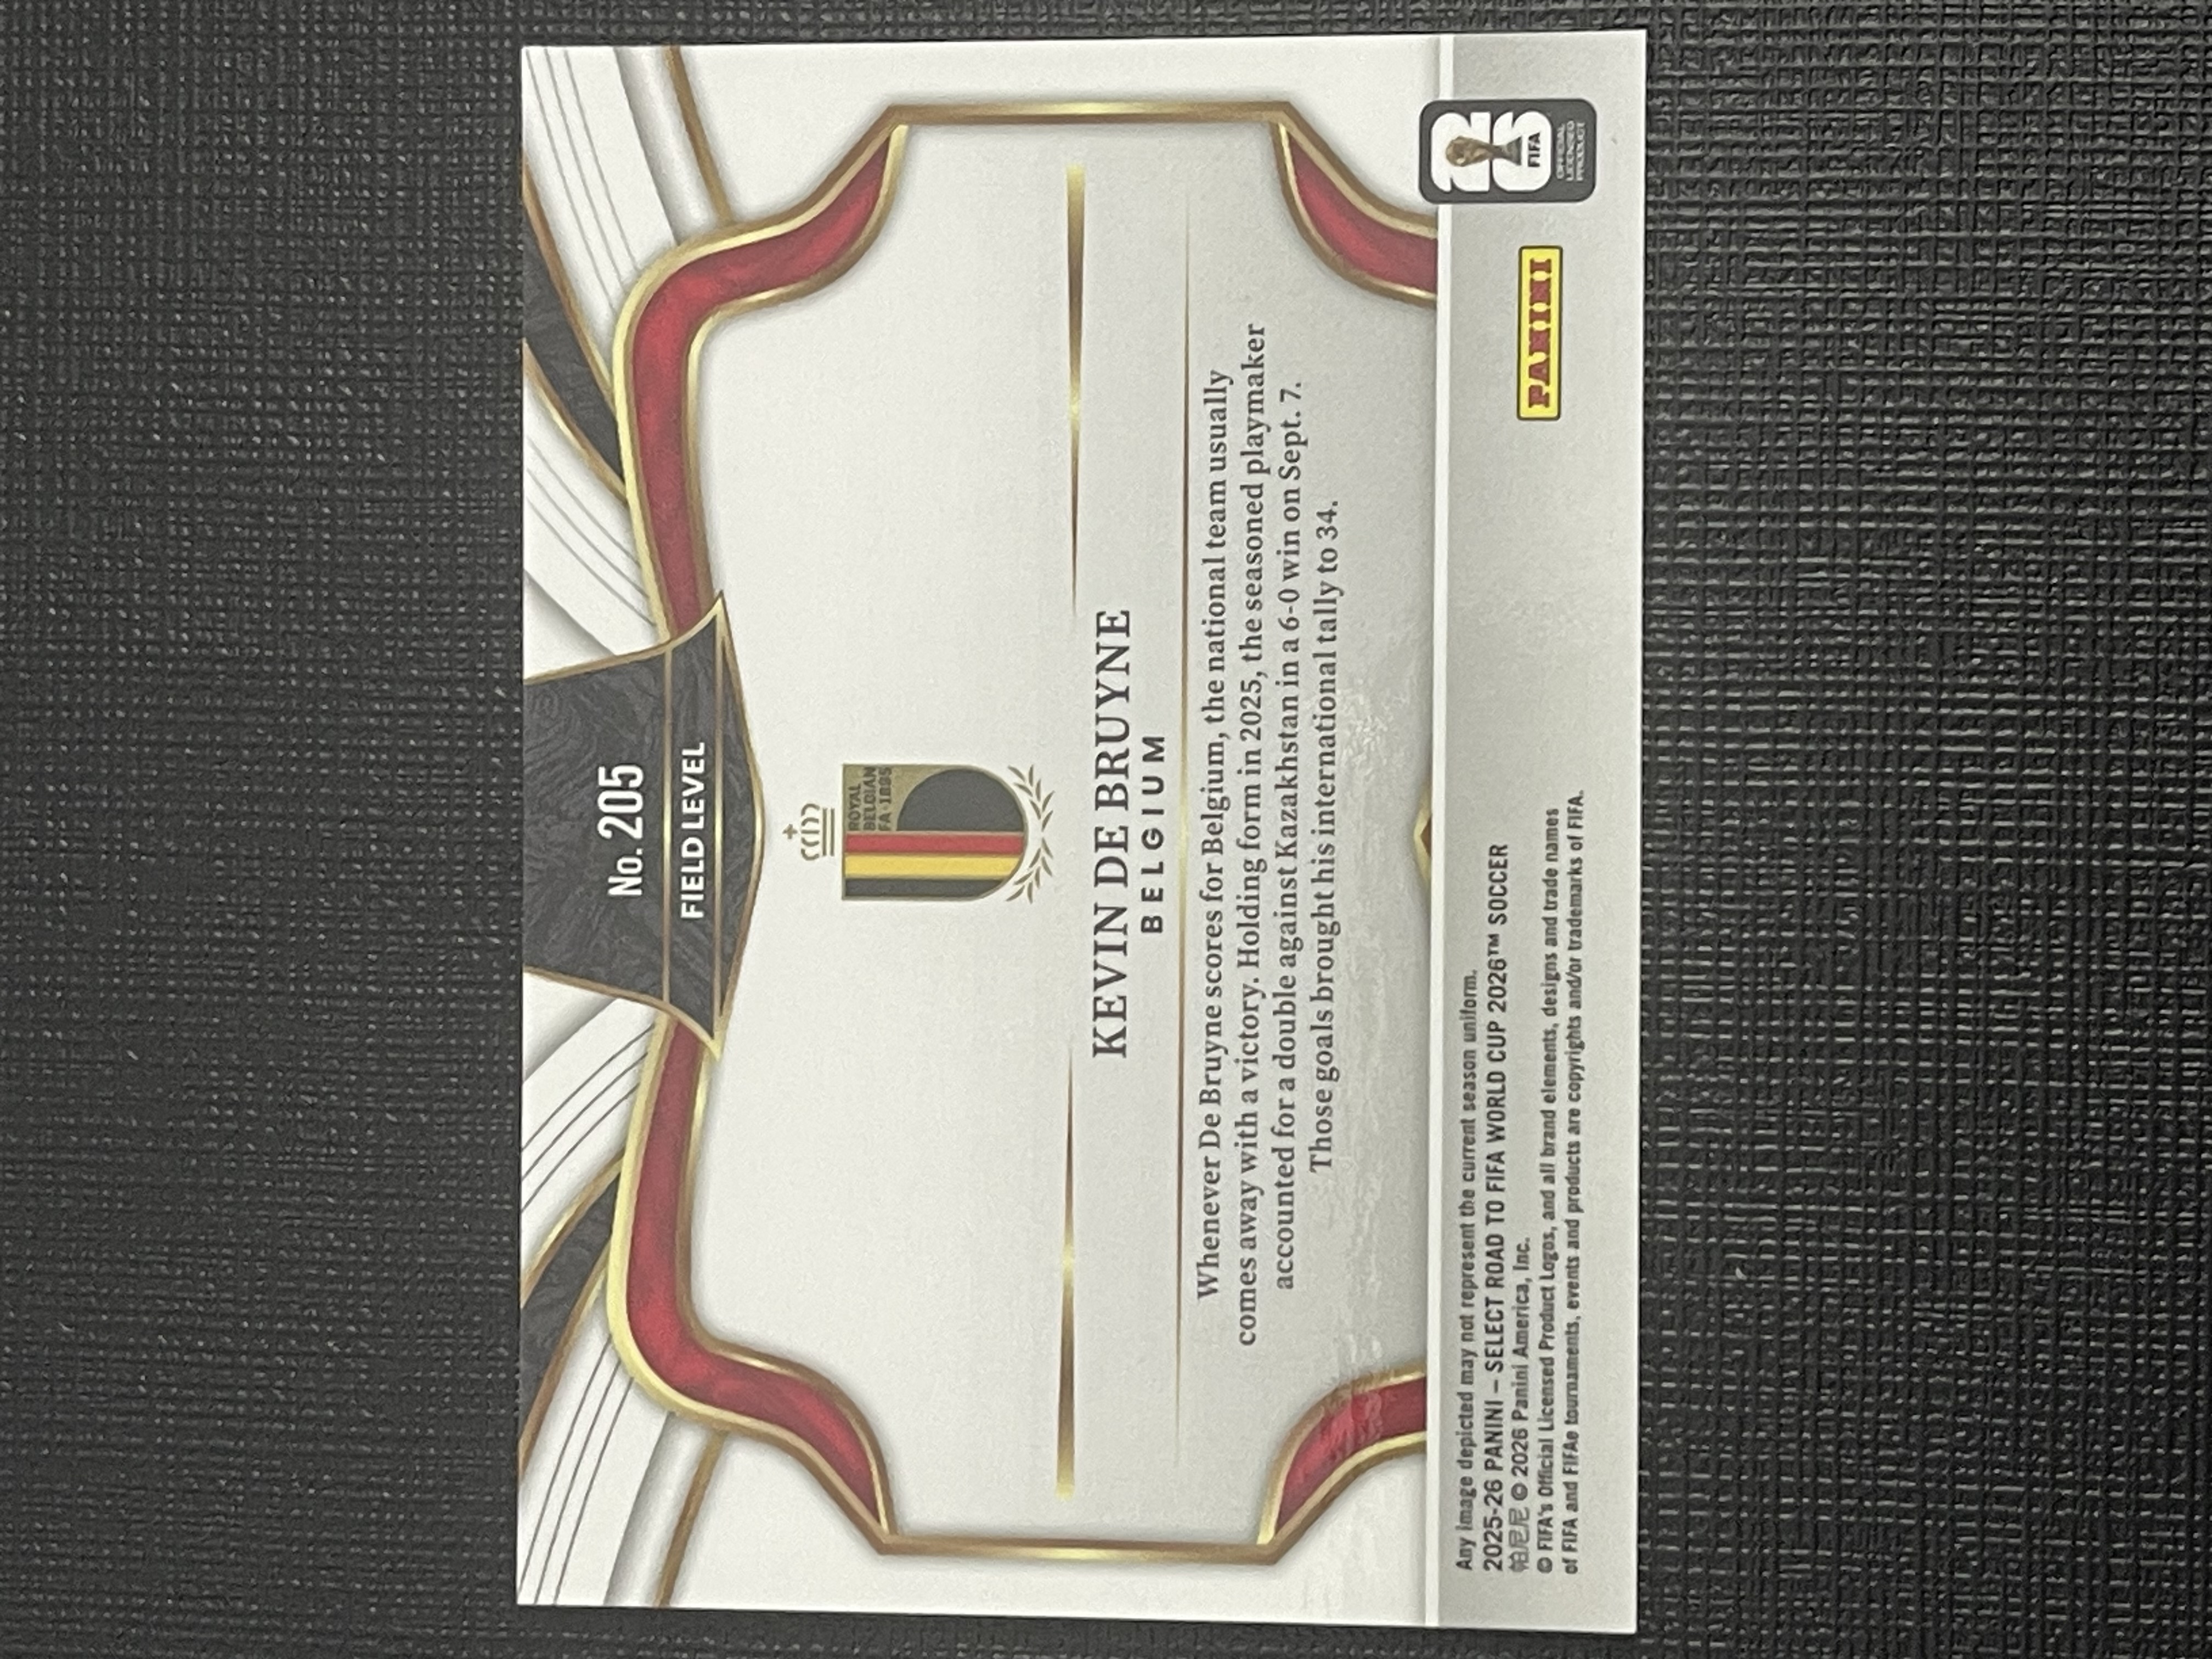 No. 205
FIELD LEVEL
ROYAL
BELGIAN
FA·1895
KEVIN DE BRUYNE
BELGIUM
Whenever De Bruyne scores for Belgium, the national team usually
comes away with a victory. Holding form in 2025, the seasoned playmaker
accounted for a double against Kazakhstan in a 6-0 win on Sept. 7.
Those goals brought his international tally to 34.
Any image depicted may not represent the current season uniform.
2025-26 PANINI – SELECT ROAD TO FIFA WORLD CUP 2026™ SOCCER
帕尼尼 © 2026 Panini America, Inc.
© FIFA's Official Licensed Product Logos, and all brand elements, designs and trade names
of FIFA and FIFAe tournaments, events and products are copyrights and/or trademarks of FIFA.
PANINI
26
FIFA
OFFICIAL
LICENSED
PRODUCT